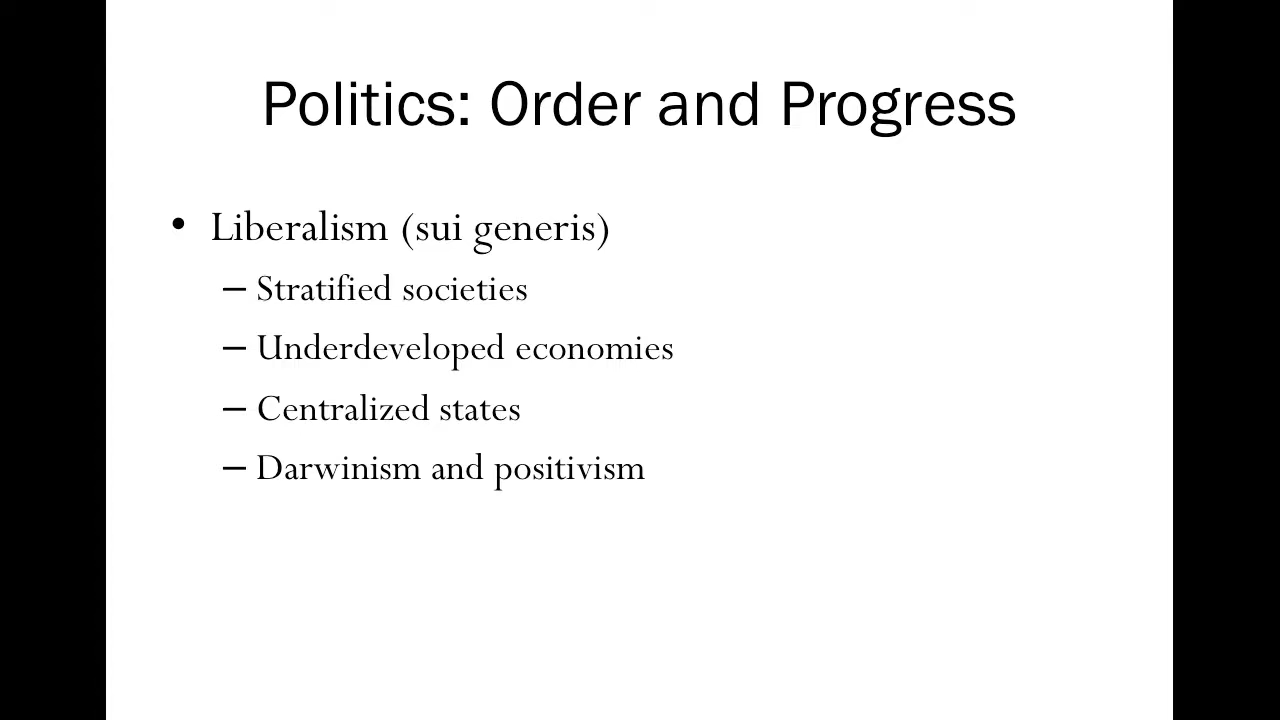 Politics: Order and Progress
• Liberalism (sui generis)
– Stratified societies
– Underdeveloped economies
– Centralized states
– Darwinism and positivism